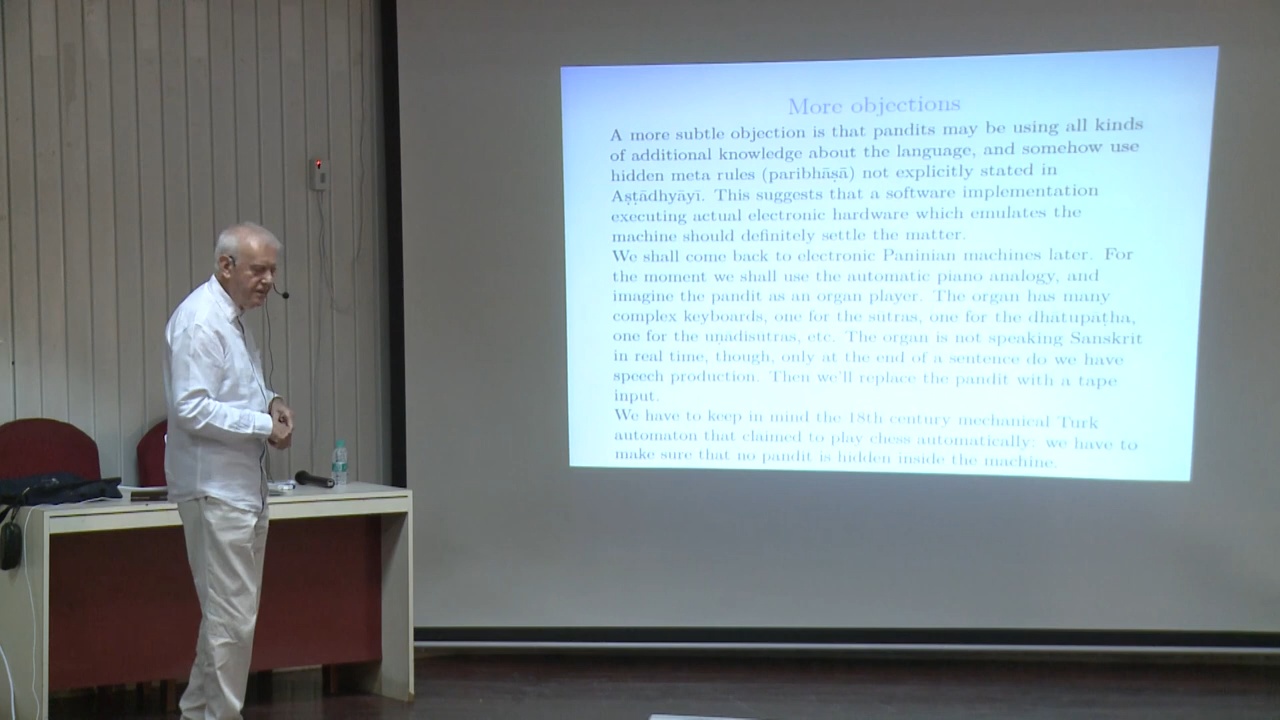 More objections
A more subtle objection is that pandits may be using all kinds
of additional knowledge about the language, and somehow use
hidden meta rules (paribhāṣā) not explicitly stated in
Aṣṭādhyāyī. This suggests that a software implementation
executing actual electronic hardware which emulates the
machine should definitely settle the matter.
We shall come back to electronic Paninian machines later. For
the moment we shall use the automatic piano analogy, and
imagine the pandit as an organ player. The organ has many
complex keyboards, one for the sūtras, one for the dhātupāṭha,
one for the uṇādisūtras, etc. The organ is not speaking Sanskrit
in real time, though, only at the end of a sentence do we have
speech production. Then we'll replace the pandit with a tape
input.
We have to keep in mind the 18th century mechanical Turk
automaton that claimed to play chess automatically: we have to
make sure that no pandit is hidden inside the machine.